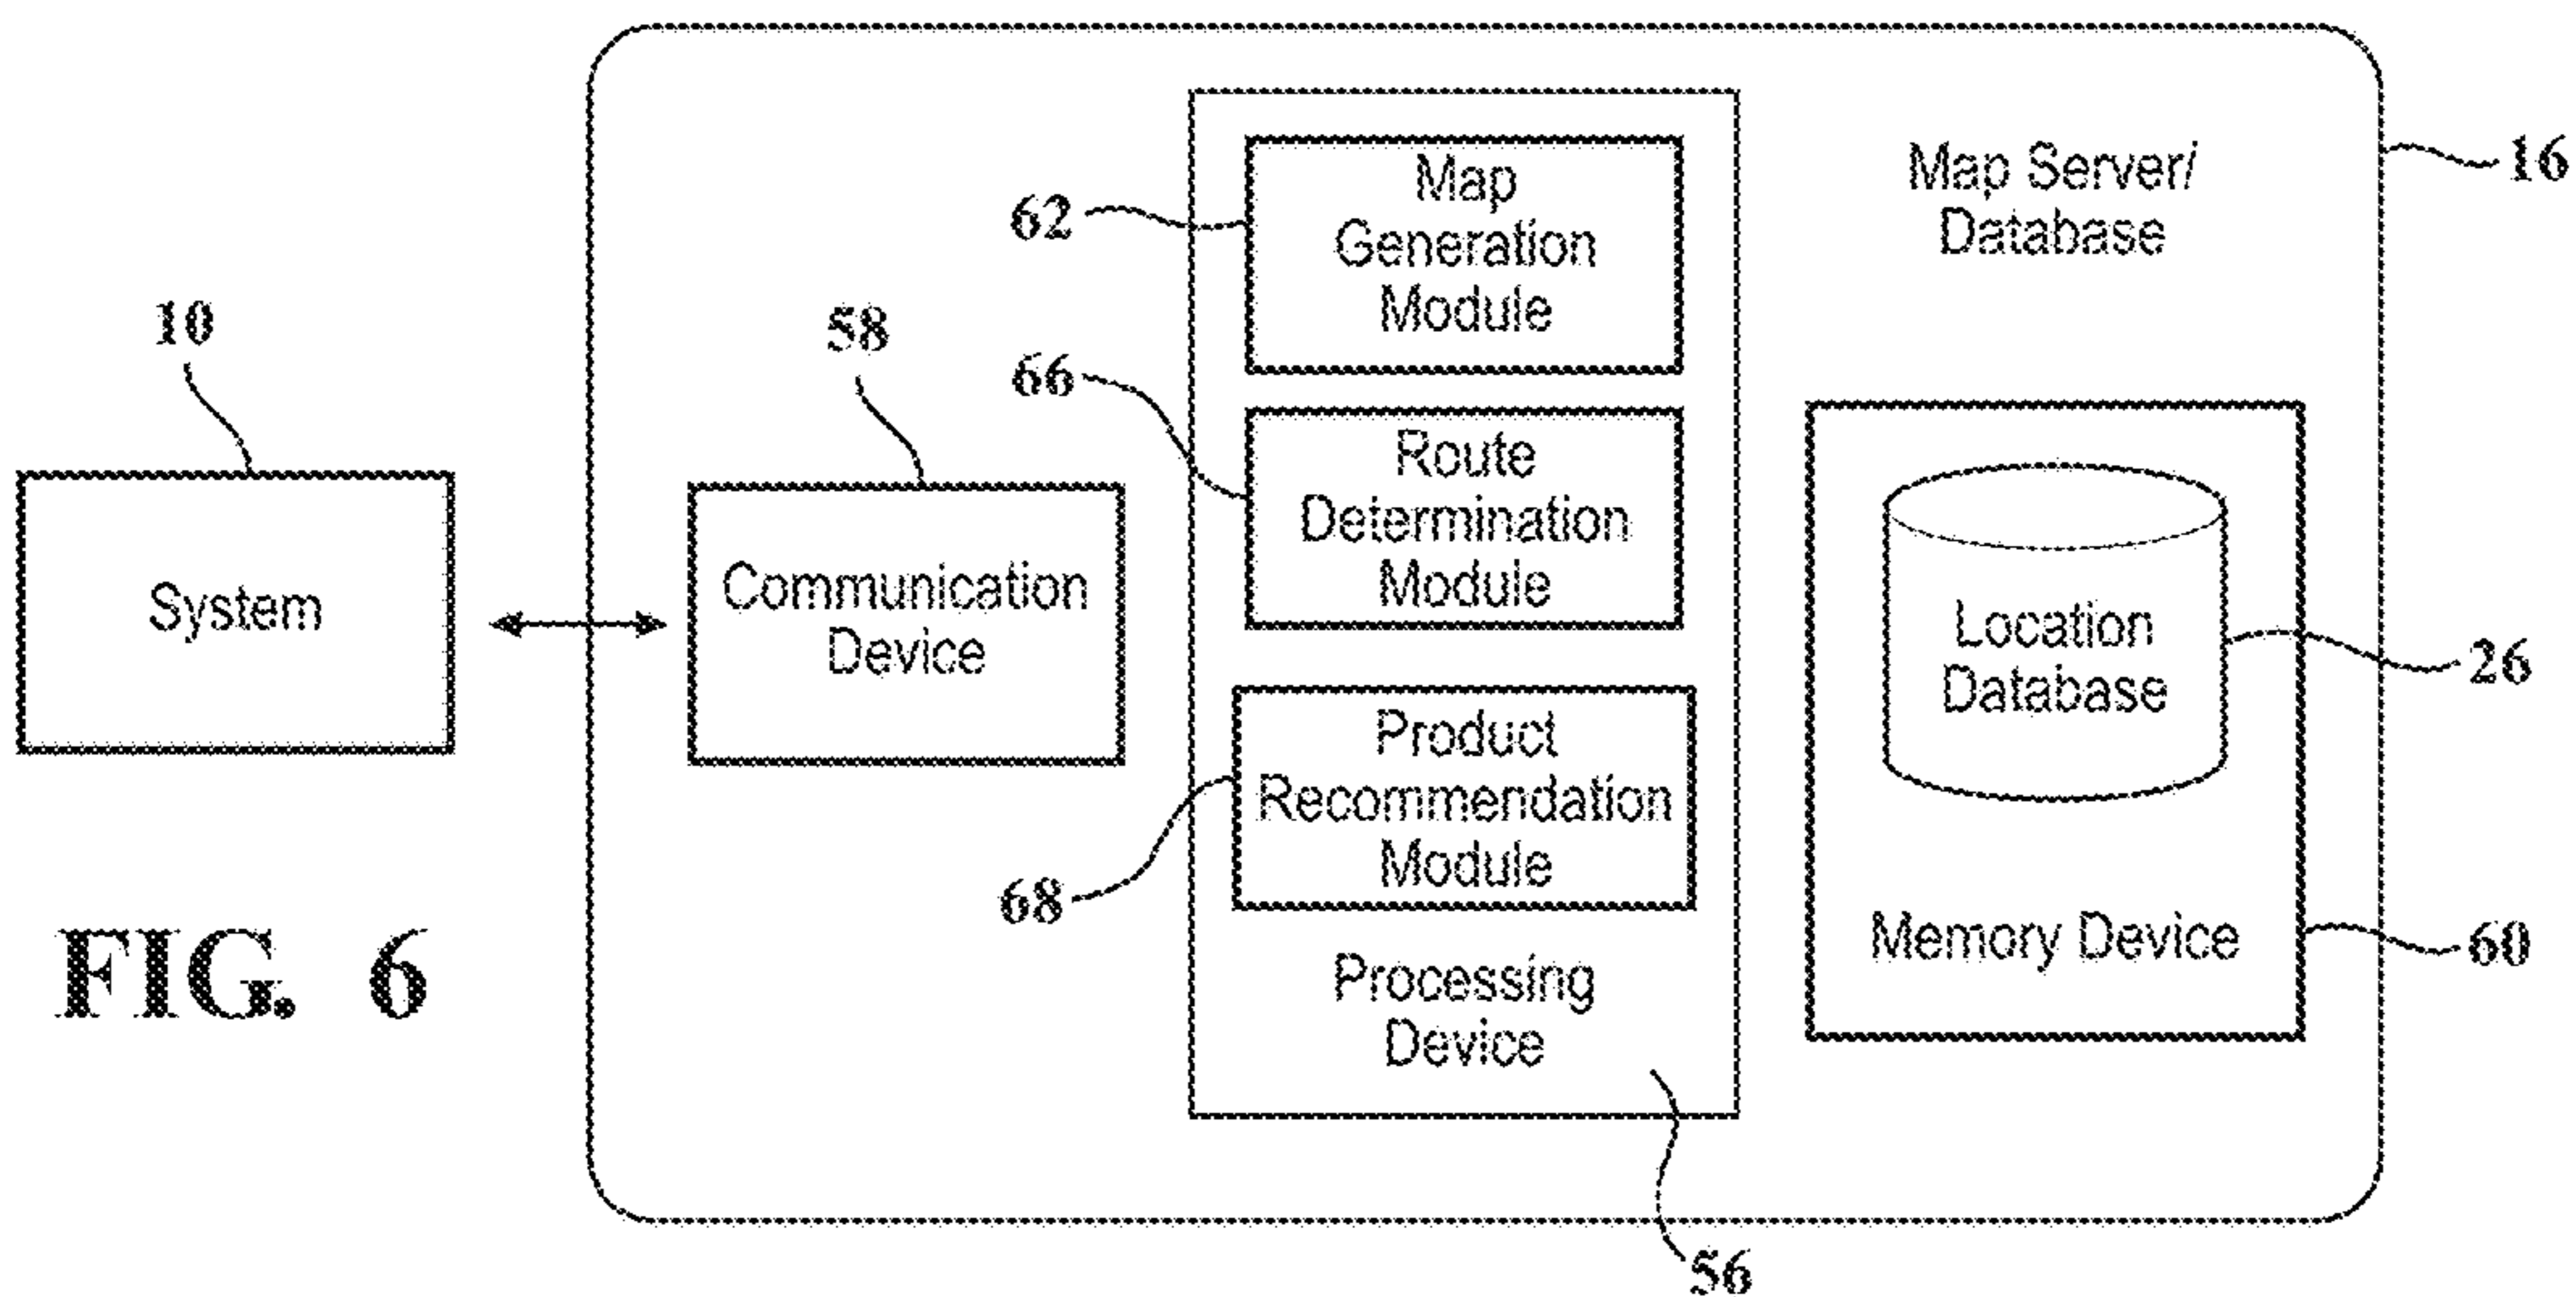 10
System
FIG. 6
58
Communication
Device
62
Map
Generation
Module
66
Route
Determination
Module
68
Product
Recommendation
Module
Processing
Device
56
Map Server/
Database
16
Location
Database
26
Memory Device
60